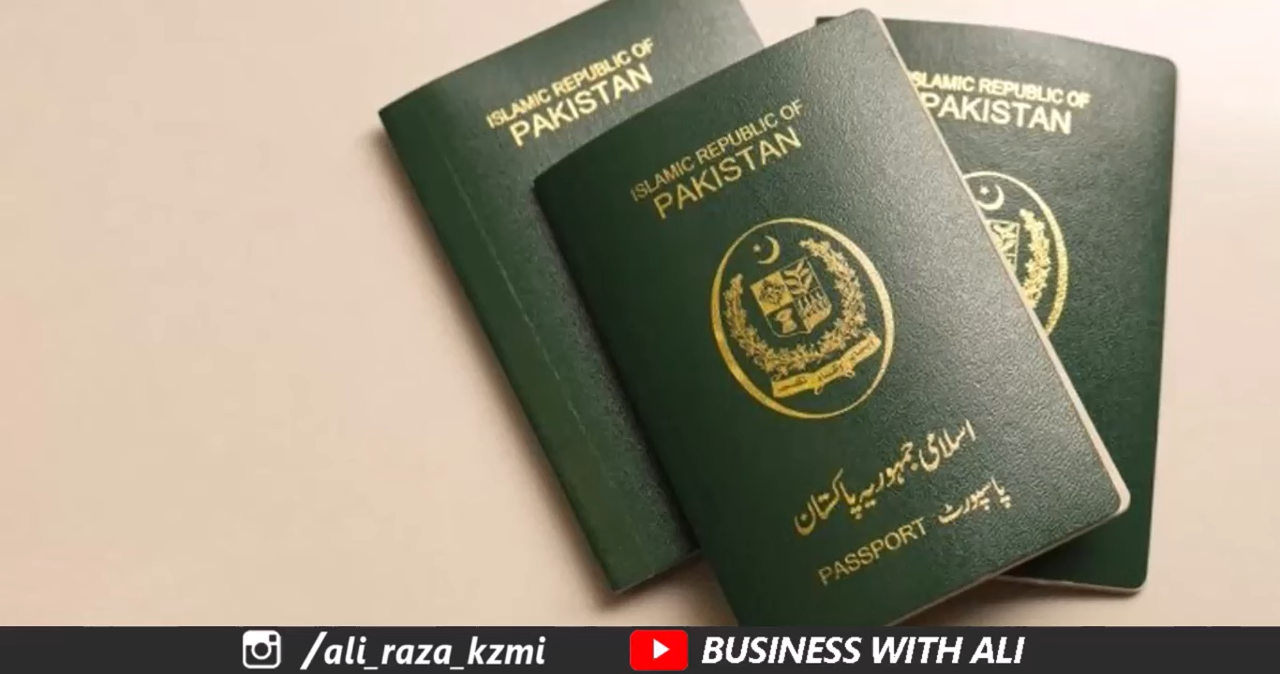 ISLAMIC REPUBLIC OF
PAKISTAN
ISLAMIC REPUBLIC OF
PAKISTAN
اسلامی جمہوریہ پاکستان
PASSPORT پاسپورٹ
ISLAMIC REPUBLIC OF
PAKISTAN
/ali_raza_kzmi
BUSINESS WITH ALI